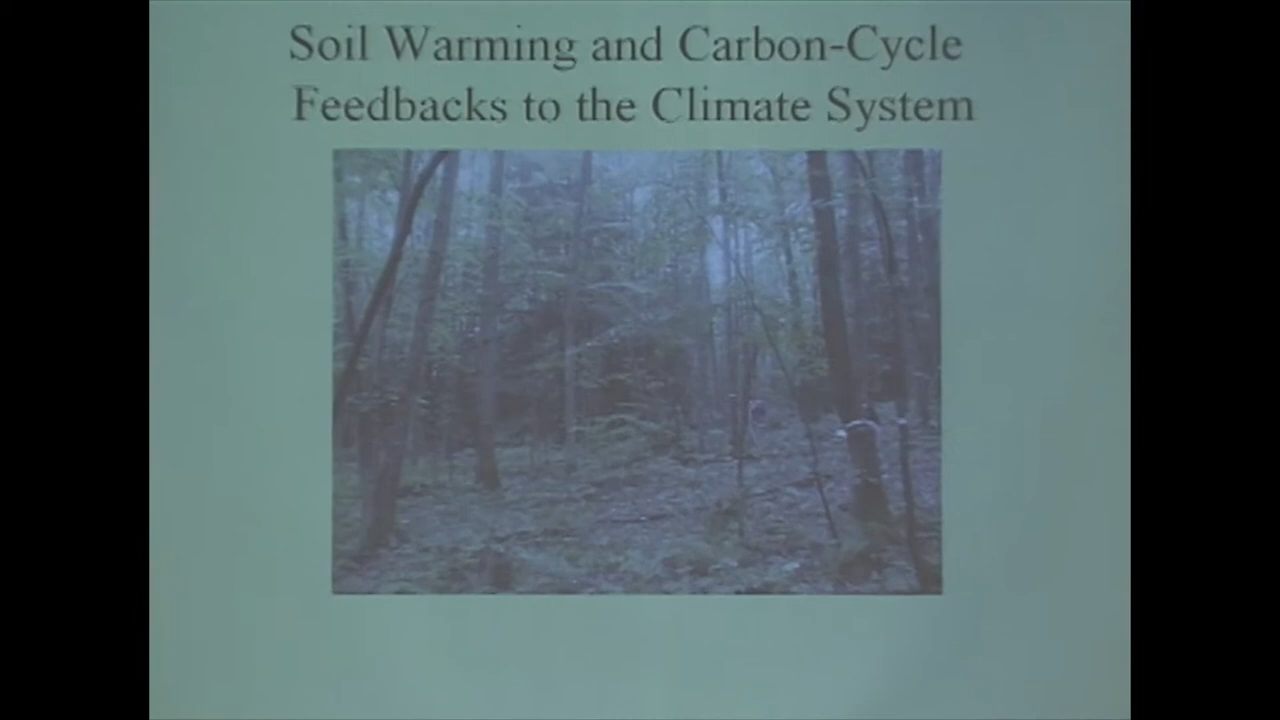 Soil Warming and Carbon-Cycle
Feedbacks to the Climate System